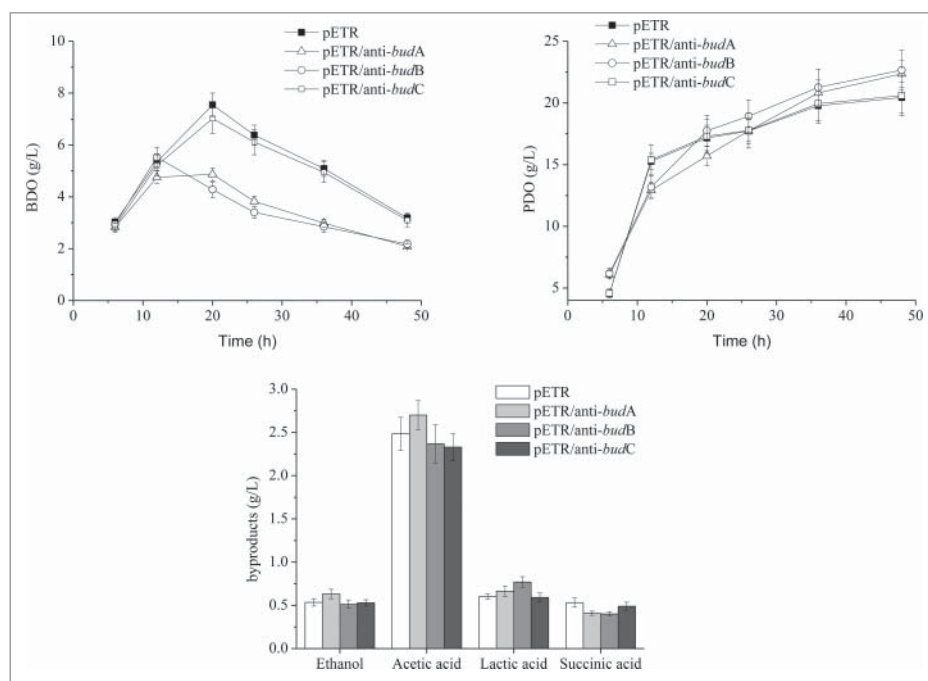 pETR
pETR/anti-budA
pETR/anti-budB
pETR/anti-budC
10
8
6
4
2
0
BDO (g/L)
0 10 20 30 40 50
Time (h)
pETR
pETR/anti-budA
pETR/anti-budB
pETR/anti-budC
25
20
15
10
5
PDO (g/L)
0 10 20 30 40 50
Time (h)
pETR
pETR/anti-budA
pETR/anti-budB
pETR/anti-budC
3.0
2.5
2.0
1.5
1.0
0.5
0.0
byproducts (g/L)
Ethanol Acetic acid Lactic acid Succinic acid